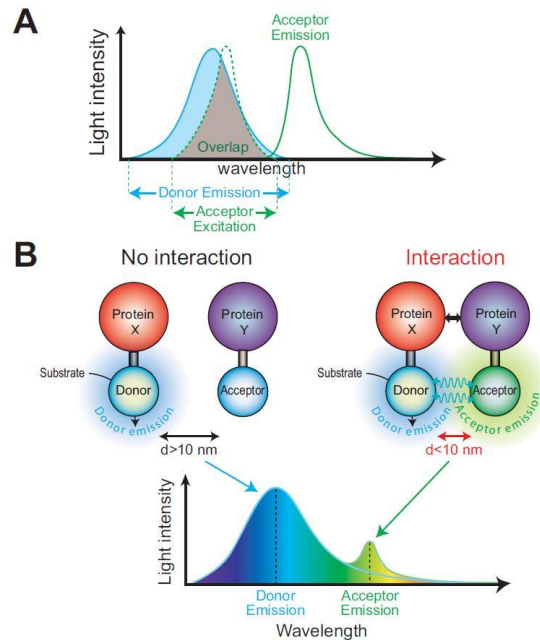 A
Acceptor
Emission
Light intensity
Overlap
wavelength
Donor Emission
Acceptor
Excitation
B
No interaction
Interaction
Protein
X
Protein
Y
Substrate
Donor
Acceptor
Donor emission
d>10 nm
Protein
X
Protein
Y
Substrate
Donor
Acceptor
Donor emission
Acceptor emission
d<10 nm
Light intensity
Donor
Emission
Acceptor
Emission
Wavelength